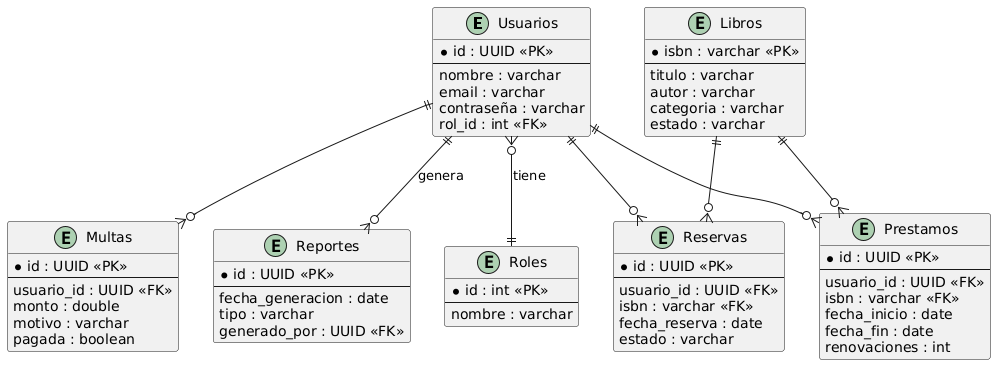 E Usuarios
* id : UUID «PK»
nombre : varchar
email : varchar
contraseña : varchar
rol_id : int «FK»
E Libros
* isbn : varchar «PK»
titulo : varchar
autor : varchar
categoria : varchar
estado : varchar
genera
tiene
E Multas
* id : UUID «PK»
usuario_id : UUID «FK»
monto : double
motivo : varchar
pagada : boolean
E Reportes
* id : UUID «PK»
fecha_generacion : date
tipo : varchar
generado_por : UUID «FK»
E Roles
* id : int «PK»
nombre : varchar
E Reservas
* id : UUID «PK»
usuario_id : UUID «FK»
isbn : varchar «FK»
fecha_reserva : date
estado : varchar
E Prestamos
* id : UUID «PK»
usuario_id : UUID «FK»
isbn : varchar «FK»
fecha_inicio : date
fecha_fin : date
renovaciones : int